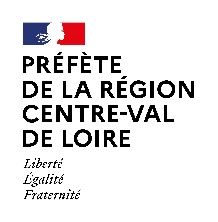 PRÉFÈTE
DE LA RÉGION
CENTRE-VAL
DE LOIRE
Liberté
Égalité
Fraternité